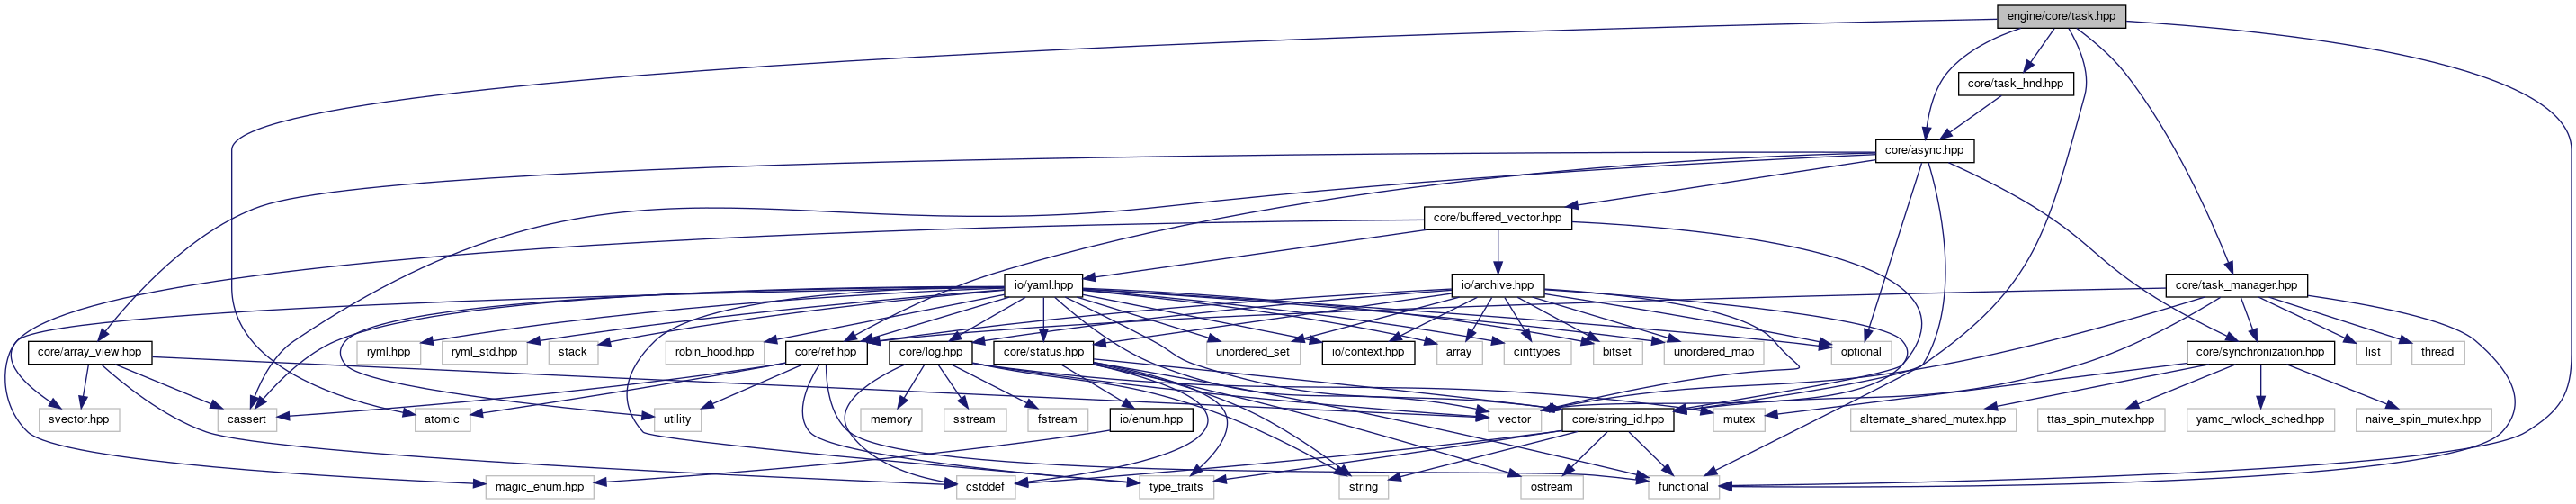 engine/core/task.hpp
core/task_hnd.hpp
core/async.hpp
core/buffered_vector.hpp
io/yaml.hpp
io/archive.hpp
core/task_manager.hpp
core/array_view.hpp
ryml.hpp
ryml_std.hpp
stack
robin_hood.hpp
core/ref.hpp
core/log.hpp
core/status.hpp
unordered_set
io/context.hpp
array
cinttypes
bitset
unordered_map
optional
core/synchronization.hpp
list
thread
svector.hpp
cassert
atomic
utility
memory
sstream
fstream
io/enum.hpp
vector
core/string_id.hpp
mutex
alternate_shared_mutex.hpp
ttas_spin_mutex.hpp
yamc_rwlock_sched.hpp
naive_spin_mutex.hpp
magic_enum.hpp
cstddef
type_traits
string
ostream
functional